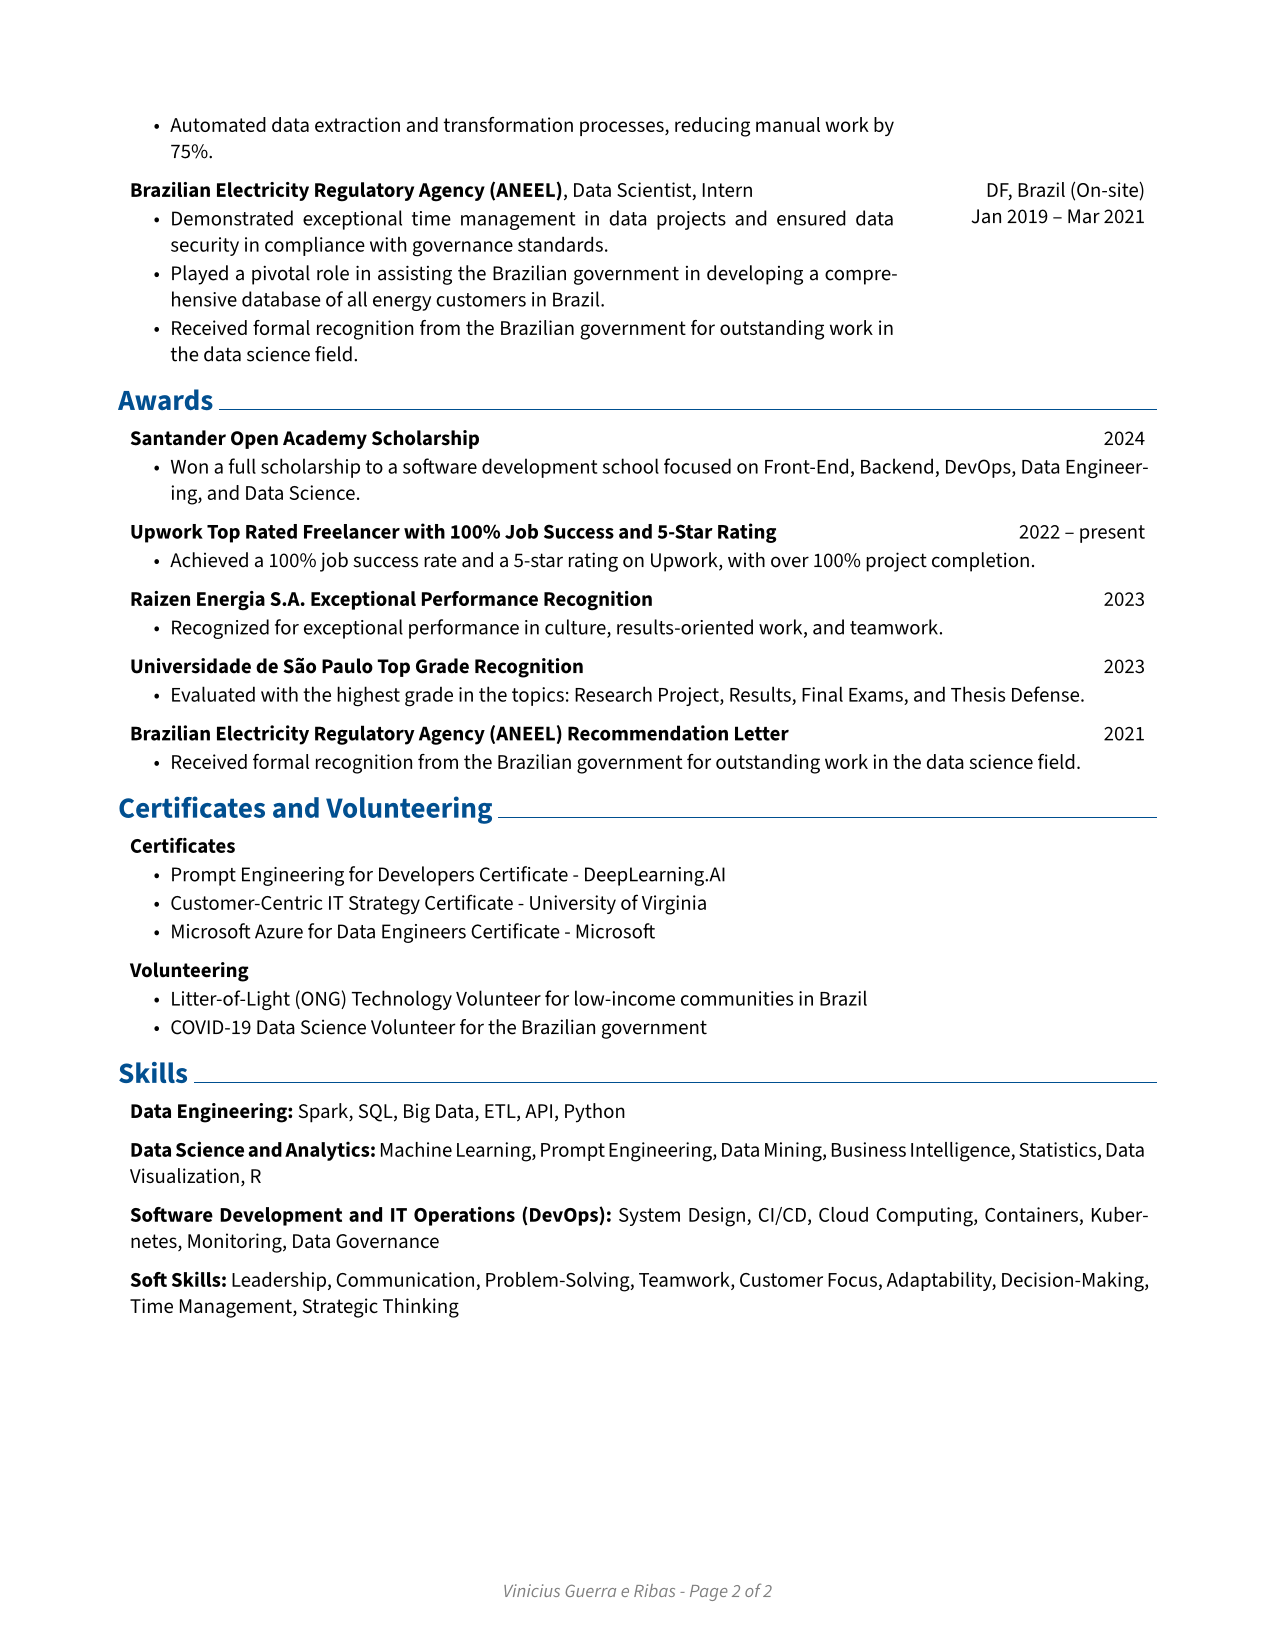 • Automated data extraction and transformation processes, reducing manual work by
75%.
Brazilian Electricity Regulatory Agency (ANEEL), Data Scientist, Intern
DF, Brazil (On-site)
Jan 2019 – Mar 2021
• Demonstrated exceptional time management in data projects and ensured data
security in compliance with governance standards.
• Played a pivotal role in assisting the Brazilian government in developing a compre-
hensive database of all energy customers in Brazil.
• Received formal recognition from the Brazilian government for outstanding work in
the data science field.
Awards
Santander Open Academy Scholarship 2024
• Won a full scholarship to a software development school focused on Front-End, Backend, DevOps, Data Engineer-
ing, and Data Science.
Upwork Top Rated Freelancer with 100% Job Success and 5-Star Rating 2022 – present
• Achieved a 100% job success rate and a 5-star rating on Upwork, with over 100% project completion.
Raizen Energia S.A. Exceptional Performance Recognition 2023
• Recognized for exceptional performance in culture, results-oriented work, and teamwork.
Universidade de São Paulo Top Grade Recognition 2023
• Evaluated with the highest grade in the topics: Research Project, Results, Final Exams, and Thesis Defense.
Brazilian Electricity Regulatory Agency (ANEEL) Recommendation Letter 2021
• Received formal recognition from the Brazilian government for outstanding work in the data science field.
Certificates and Volunteering
Certificates
• Prompt Engineering for Developers Certificate - DeepLearning.AI
• Customer-Centric IT Strategy Certificate - University of Virginia
• Microsoft Azure for Data Engineers Certificate - Microsoft
Volunteering
• Litter-of-Light (ONG) Technology Volunteer for low-income communities in Brazil
• COVID-19 Data Science Volunteer for the Brazilian government
Skills
Data Engineering: Spark, SQL, Big Data, ETL, API, Python
Data Science and Analytics: Machine Learning, Prompt Engineering, Data Mining, Business Intelligence, Statistics, Data
Visualization, R
Software Development and IT Operations (DevOps): System Design, CI/CD, Cloud Computing, Containers, Kuber-
netes, Monitoring, Data Governance
Soft Skills: Leadership, Communication, Problem-Solving, Teamwork, Customer Focus, Adaptability, Decision-Making,
Time Management, Strategic Thinking
Vinicius Guerra e Ribas - Page 2 of 2